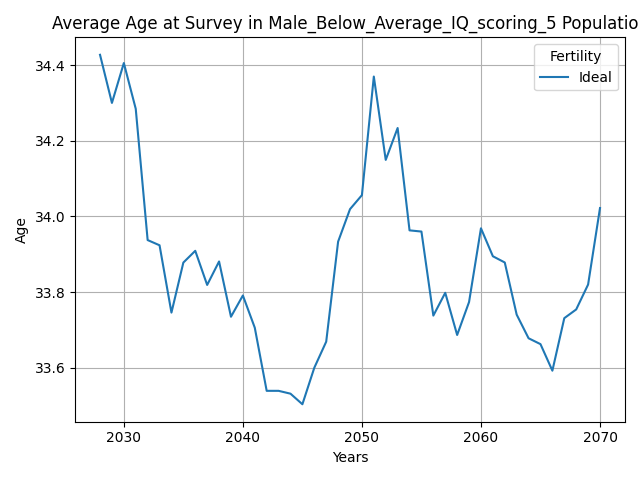 Average Age at Survey in Male_Below_Average_IQ_scoring_5 Populatio
Fertility
Ideal
34.4
34.2
34.0
33.8
33.6
Age
2030 2040 2050 2060 2070
Years